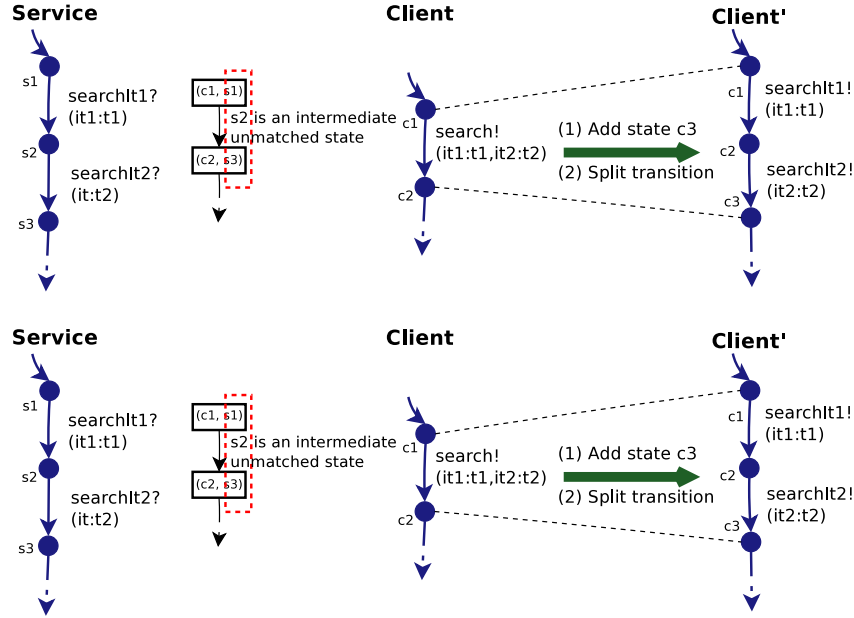 Service
Client
Client'
s1
searchIt1?
(it1:t1)
s2
searchIt2?
(it:t2)
s3
(c1, s1)
s2 is an intermediate
unmatched state
(c2, s3)
c1
search!
(it1:t1,it2:t2)
c2
(1) Add state c3
(2) Split transition
c1
searchIt1!
(it1:t1)
c2
searchIt2!
(it2:t2)
c3
Service
Client
Client'
s1
searchIt1?
(it1:t1)
s2
searchIt2?
(it:t2)
s3
(c1, s1)
s2 is an intermediate
unmatched state
(c2, s3)
c1
search!
(it1:t1,it2:t2)
c2
(1) Add state c3
(2) Split transition
c1
searchIt1!
(it1:t1)
c2
searchIt2!
(it2:t2)
c3